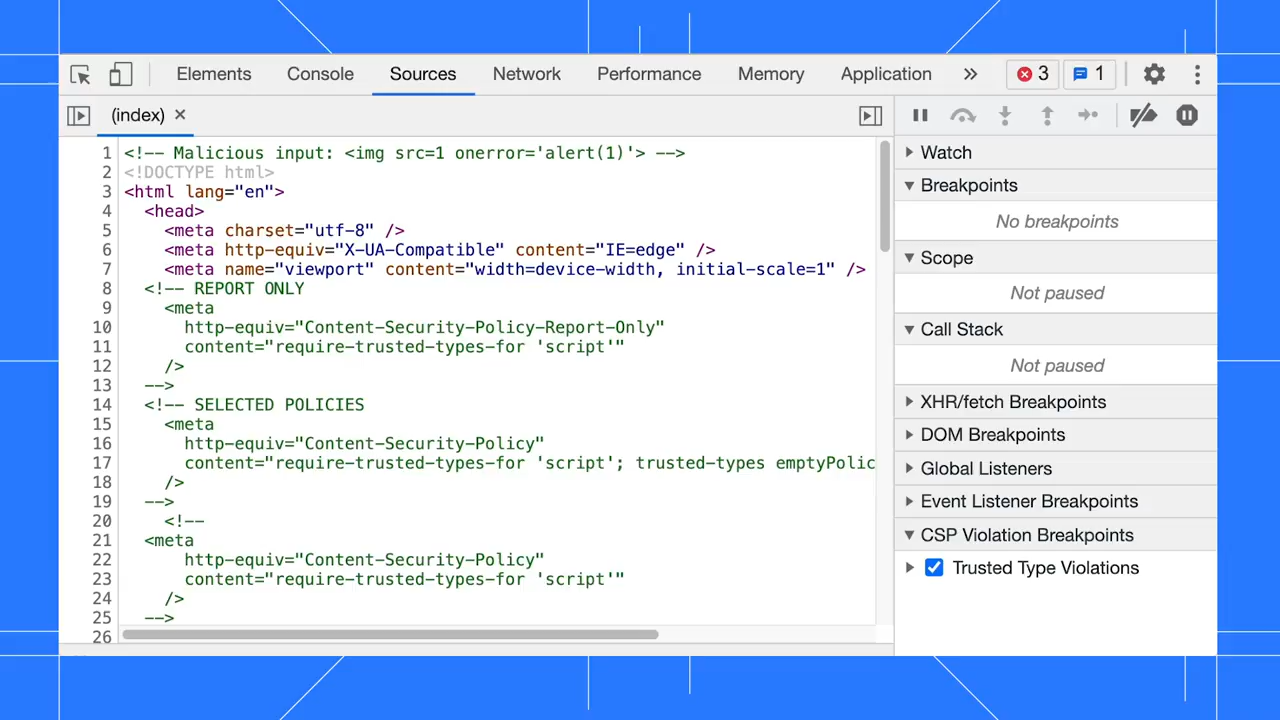 Elements Console Sources Network Performance Memory Application » 3 1
(index) ×
1 <!-- Malicious input: <img src=1 onerror='alert(1)'> -->
2 <!DOCTYPE html>
3 <html lang="en">
4 <head>
5 <meta charset="utf-8" />
6 <meta http-equiv="X-UA-Compatible" content="IE=edge" />
7 <meta name="viewport" content="width=device-width, initial-scale=1" />
8 <!-- REPORT ONLY
9 <meta
10 http-equiv="Content-Security-Policy-Report-Only"
11 content="require-trusted-types-for 'script'"
12 />
13 -->
14 <!-- SELECTED POLICIES
15 <meta
16 http-equiv="Content-Security-Policy"
17 content="require-trusted-types-for 'script'; trusted-types emptyPolic
18 />
19 -->
20 <!--
21 <meta
22 http-equiv="Content-Security-Policy"
23 content="require-trusted-types-for 'script'"
24 />
25 -->
26
Watch
Breakpoints
No breakpoints
Scope
Not paused
Call Stack
Not paused
XHR/fetch Breakpoints
DOM Breakpoints
Global Listeners
Event Listener Breakpoints
CSP Violation Breakpoints
Trusted Type Violations